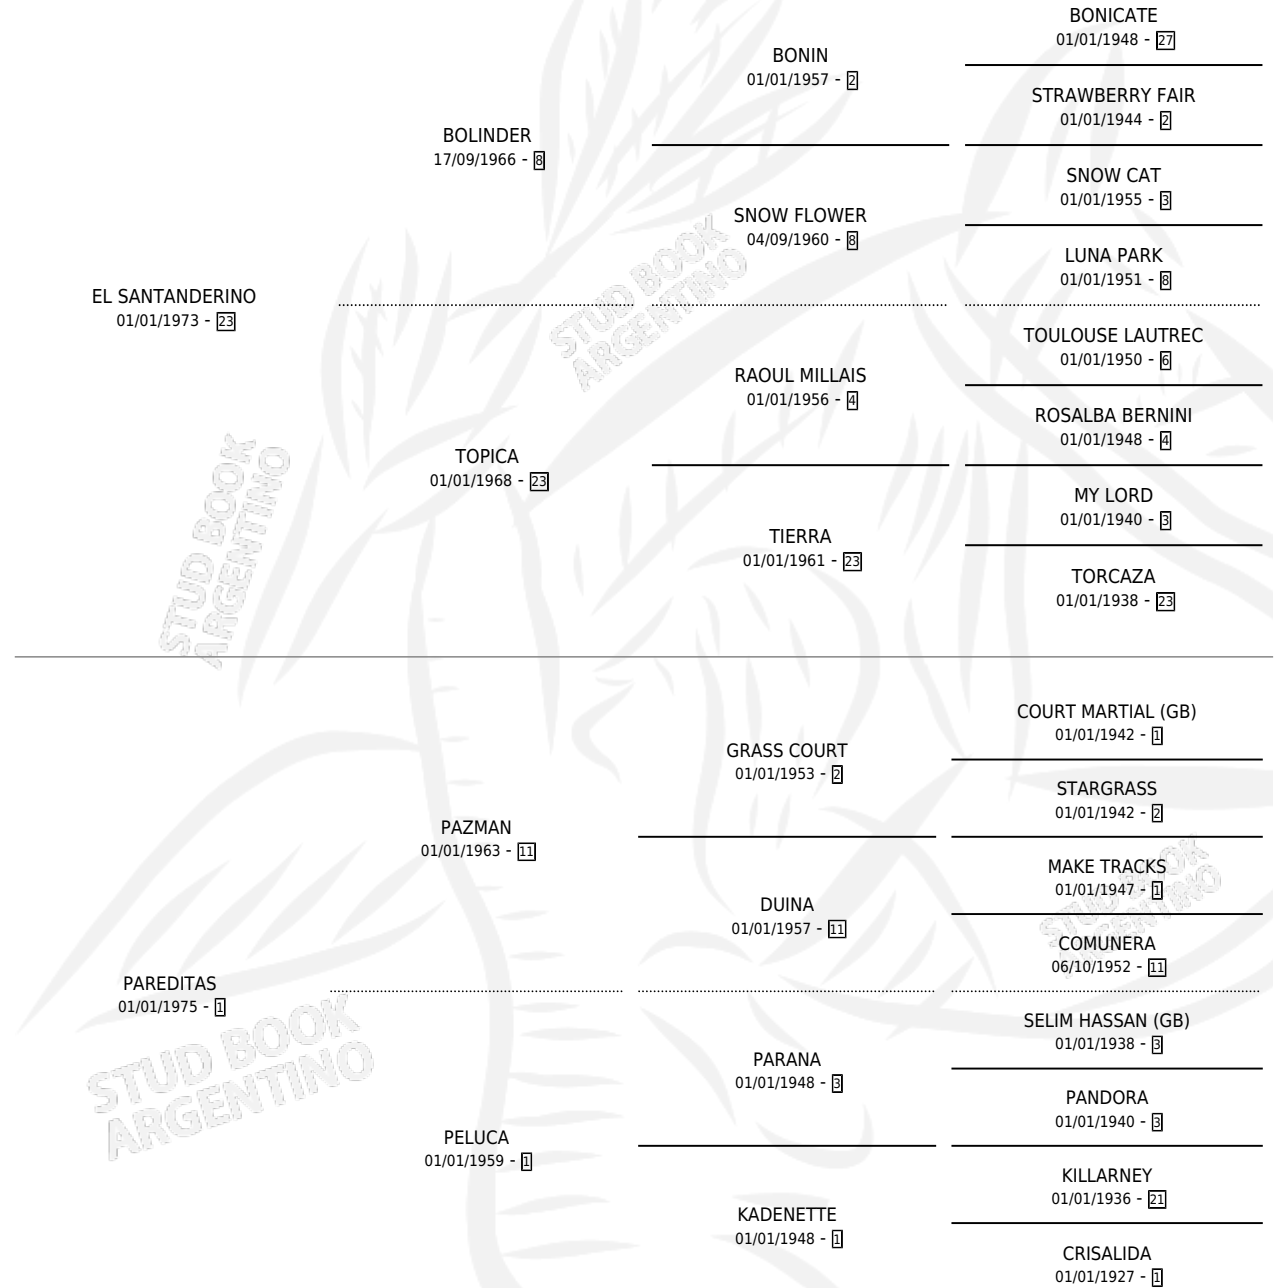 BONICATE
01/01/1948 - 27
BONIN
01/01/1957 - 2
STRAWBERRY FAIR
01/01/1944 - 2
BOLINDER
17/09/1966 - 8
SNOW CAT
01/01/1955 - 3
SNOW FLOWER
04/09/1960 - 8
LUNA PARK
01/01/1951 - 8
EL SANTANDERINO
01/01/1973 - 23
TOULOUSE LAUTREC
01/01/1950 - 6
RAOUL MILLAIS
01/01/1956 - 4
ROSALBA BERNINI
01/01/1948 - 4
TOPICA
01/01/1968 - 23
MY LORD
01/01/1940 - 3
TIERRA
01/01/1961 - 23
TORCAZA
01/01/1938 - 23
STUD BOOK
ARGENTINO
STUD BOOK
ARGENTINO
COURT MARTIAL (GB)
01/01/1942 - 1
GRASS COURT
01/01/1953 - 2
STARGRASS
01/01/1942 - 2
PAZMAN
01/01/1963 - 11
MAKE TRACKS
01/01/1947 - 1
DUINA
01/01/1957 - 11
COMUNERA
06/10/1952 - 11
PAREDITAS
01/01/1975 - 1
SELIM HASSAN (GB)
01/01/1938 - 3
PARANA
01/01/1948 - 3
PANDORA
01/01/1940 - 3
PELUCA
01/01/1959 - 1
KILLARNEY
01/01/1936 - 21
KADENETTE
01/01/1948 - 1
CRISALIDA
01/01/1927 - 1
STUD BOOK
ARGENTINO
STUD BOOK
ARGENTINO